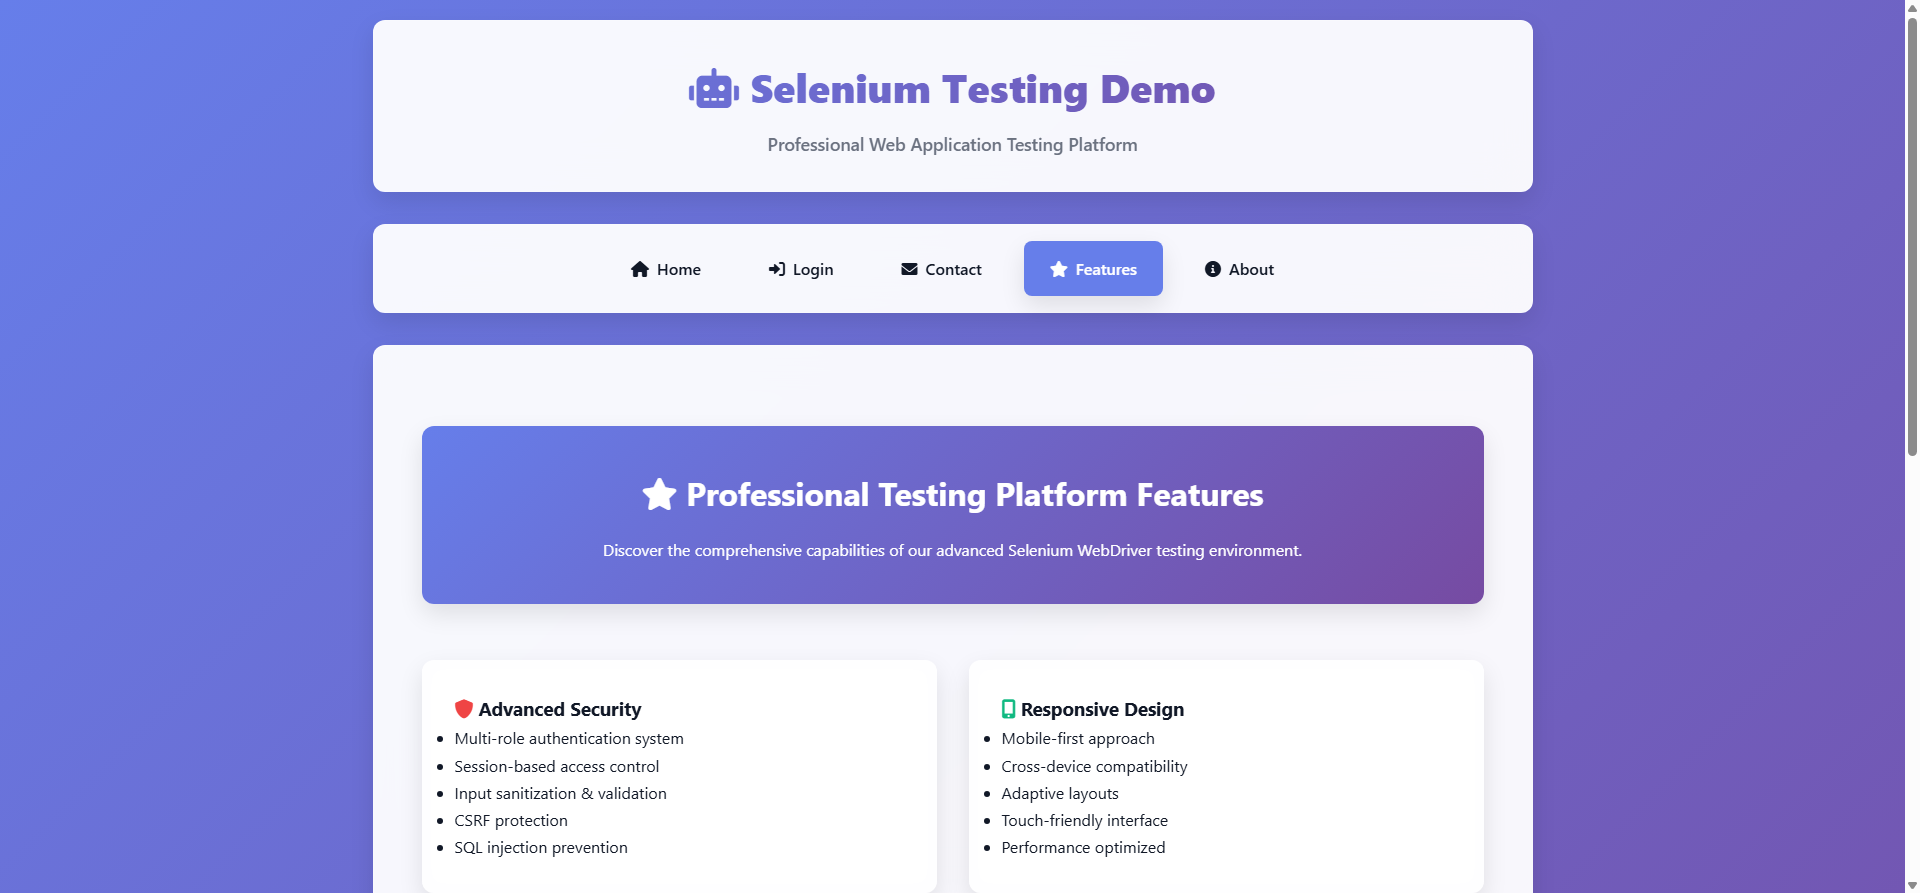 Selenium Testing Demo
Professional Web Application Testing Platform
Home
Login
Contact
Features
About
Professional Testing Platform Features
Discover the comprehensive capabilities of our advanced Selenium WebDriver testing environment.
Advanced Security
Multi-role authentication system
Session-based access control
Input sanitization & validation
CSRF protection
SQL injection prevention
Responsive Design
Mobile-first approach
Cross-device compatibility
Adaptive layouts
Touch-friendly interface
Performance optimized